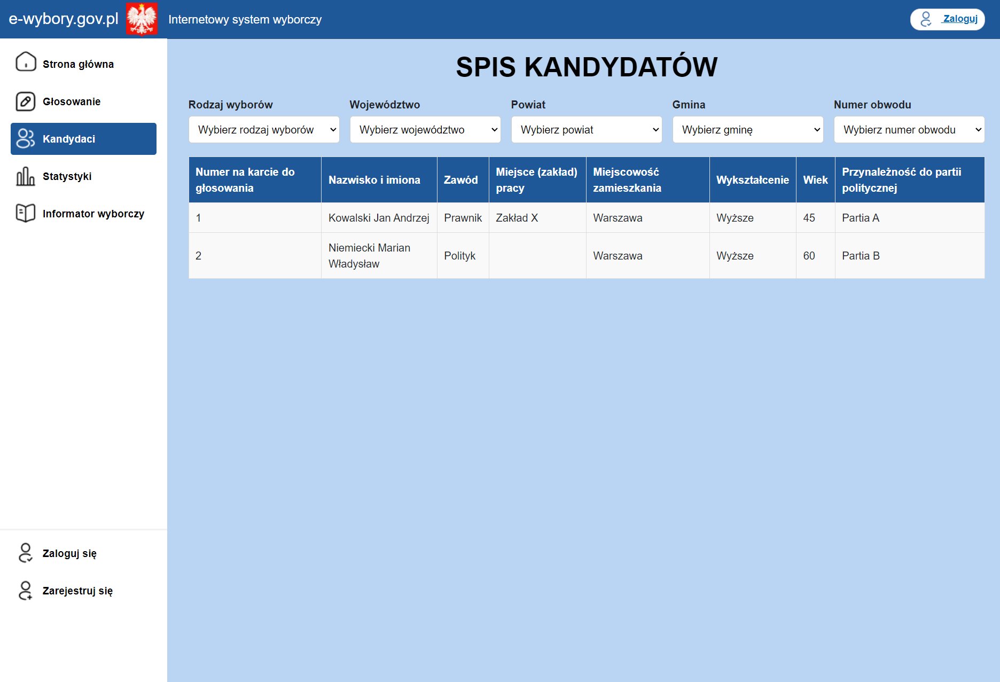 e-wybory.gov.pl
Internetowy system wyborczy
Zaloguj
Strona główna
Głosowanie
Kandydaci
Statystyki
Informator wyborczy
Zaloguj się
Zarejestruj się
SPIS KANDYDATÓW
Rodzaj wyborów
Wybierz rodzaj wyborów
Województwo
Wybierz województwo
Powiat
Wybierz powiat
Gmina
Wybierz gminę
Numer obwodu
Wybierz numer obwodu
Numer na karcie do
głosowania
Nazwisko i imiona
Zawód
Miejsce (zakład)
pracy
Miejscowość
zamieszkania
Wykształcenie
Wiek
Przynależność do partii
politycznej
1
Kowalski Jan Andrzej
Prawnik
Zakład X
Warszawa
Wyższe
45
Partia A
2
Niemiecki Marian
Władysław
Polityk
Warszawa
Wyższe
60
Partia B